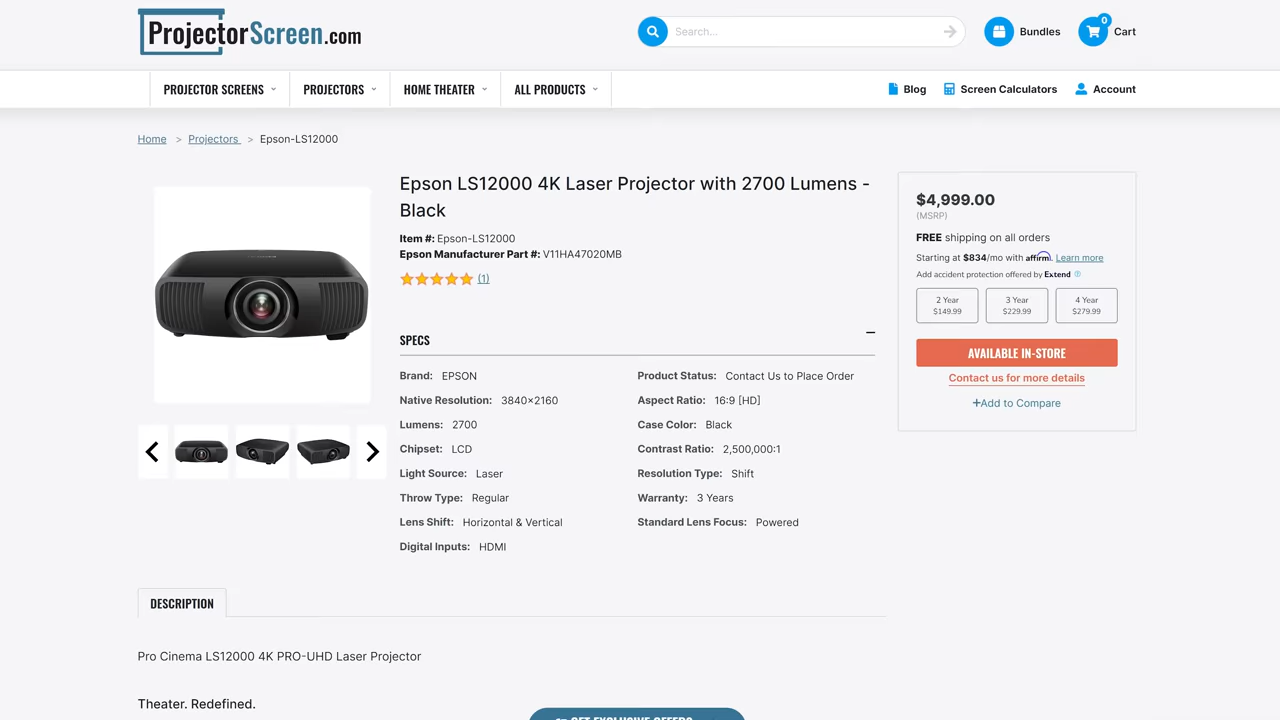 ProjectorScreen.com
Search...
Bundles
0
Cart
PROJECTOR SCREENS
PROJECTORS
HOME THEATER
ALL PRODUCTS
Blog
Screen Calculators
Account
Home > Projectors > Epson-LS12000
Epson LS12000 4K Laser Projector with 2700 Lumens -
Black
Item #: Epson-LS12000
Epson Manufacturer Part #: V11HA47020MB
(1)
SPECS
Brand: EPSON
Product Status: Contact Us to Place Order
Native Resolution: 3840x2160
Aspect Ratio: 16:9 [HD]
Lumens: 2700
Case Color: Black
Chipset: LCD
Contrast Ratio: 2,500,000:1
Light Source: Laser
Resolution Type: Shift
Throw Type: Regular
Warranty: 3 Years
Lens Shift: Horizontal & Vertical
Standard Lens Focus: Powered
Digital Inputs: HDMI
$4,999.00
(MSRP)
FREE shipping on all orders
Starting at $834/mo with affirm. Learn more
Add accident protection offered by Extend
2 Year
$149.99
3 Year
$229.99
4 Year
$279.99
AVAILABLE IN-STORE
Contact us for more details
+Add to Compare
DESCRIPTION
Pro Cinema LS12000 4K PRO-UHD Laser Projector
Theater. Redefined.
GET EXCLUSIVE OFFERS